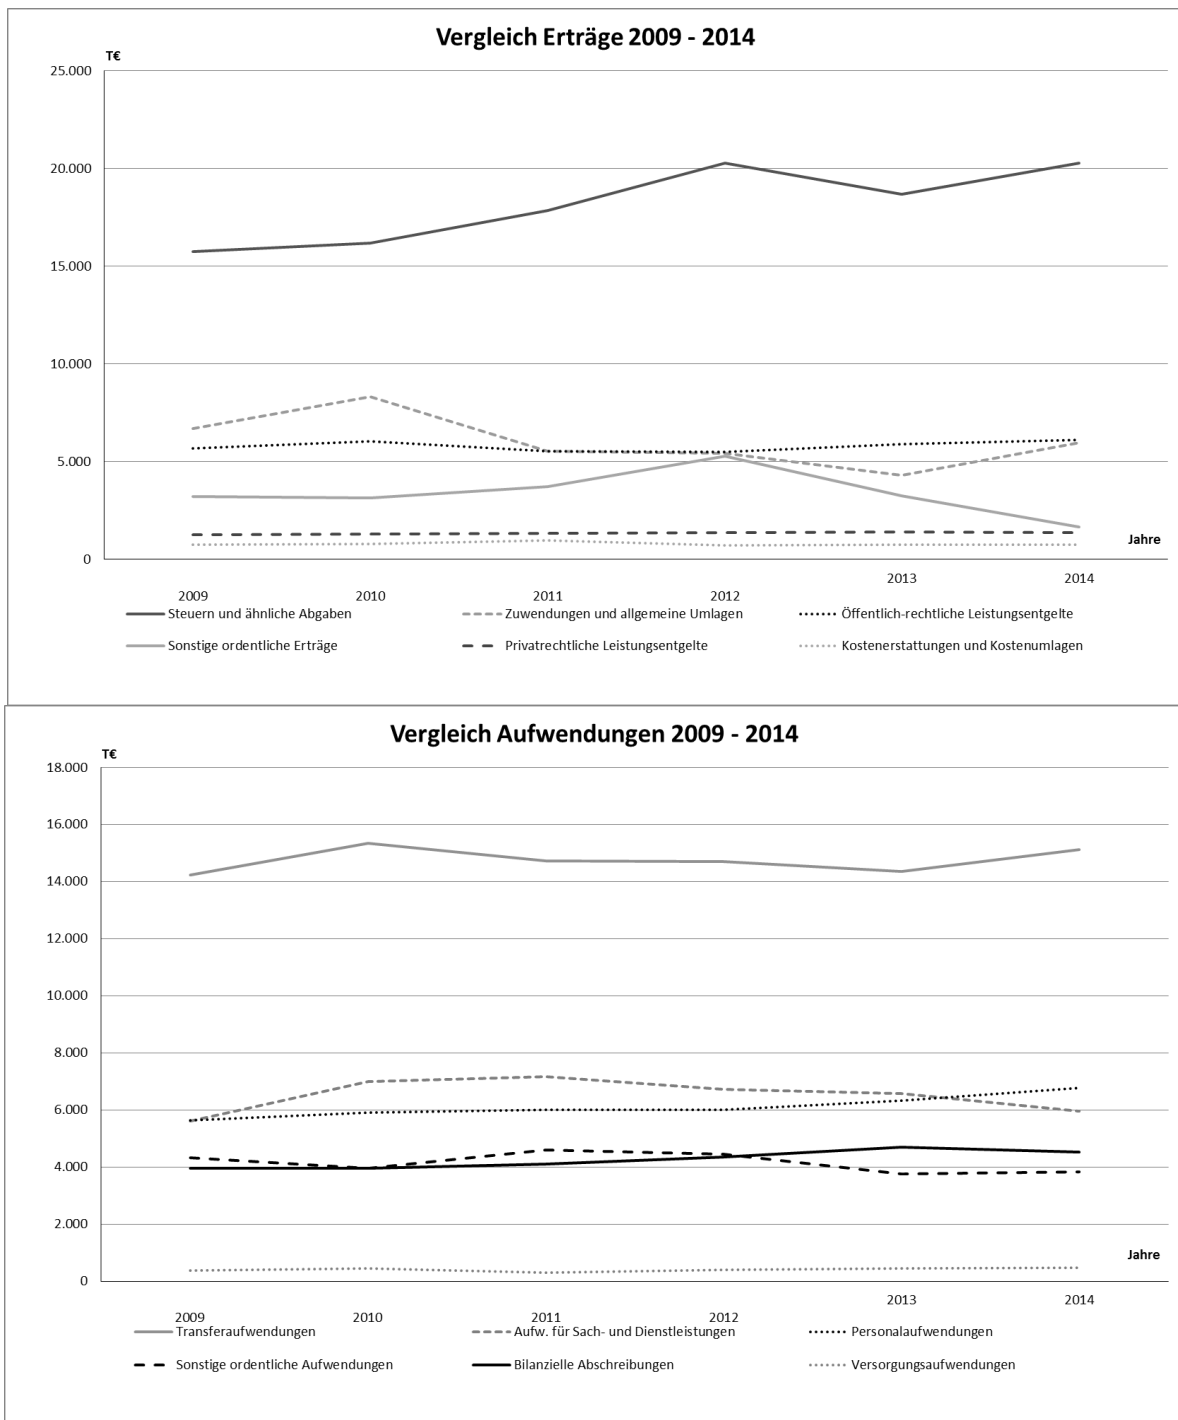 Vergleich Erträge 2009 - 2014
T€
25.000
20.000
15.000
10.000
5.000
0
Jahre
2009 2010 2011 2012 2013 2014
Steuern und ähnliche Abgaben Zuwendungen und allgemeine Umlagen Öffentlich-rechtliche Leistungsentgelte
Sonstige ordentliche Erträge Privatrechtliche Leistungsentgelte Kostenerstattungen und Kostenumlagen
Vergleich Aufwendungen 2009 - 2014
T€
18.000
16.000
14.000
12.000
10.000
8.000
6.000
4.000
2.000
0
Jahre
2009 2010 2011 2012 2013 2014
Transferaufwendungen Aufw. für Sach- und Dienstleistungen Personalaufwendungen
Sonstige ordentliche Aufwendungen Bilanzielle Abschreibungen Versorgungsaufwendungen